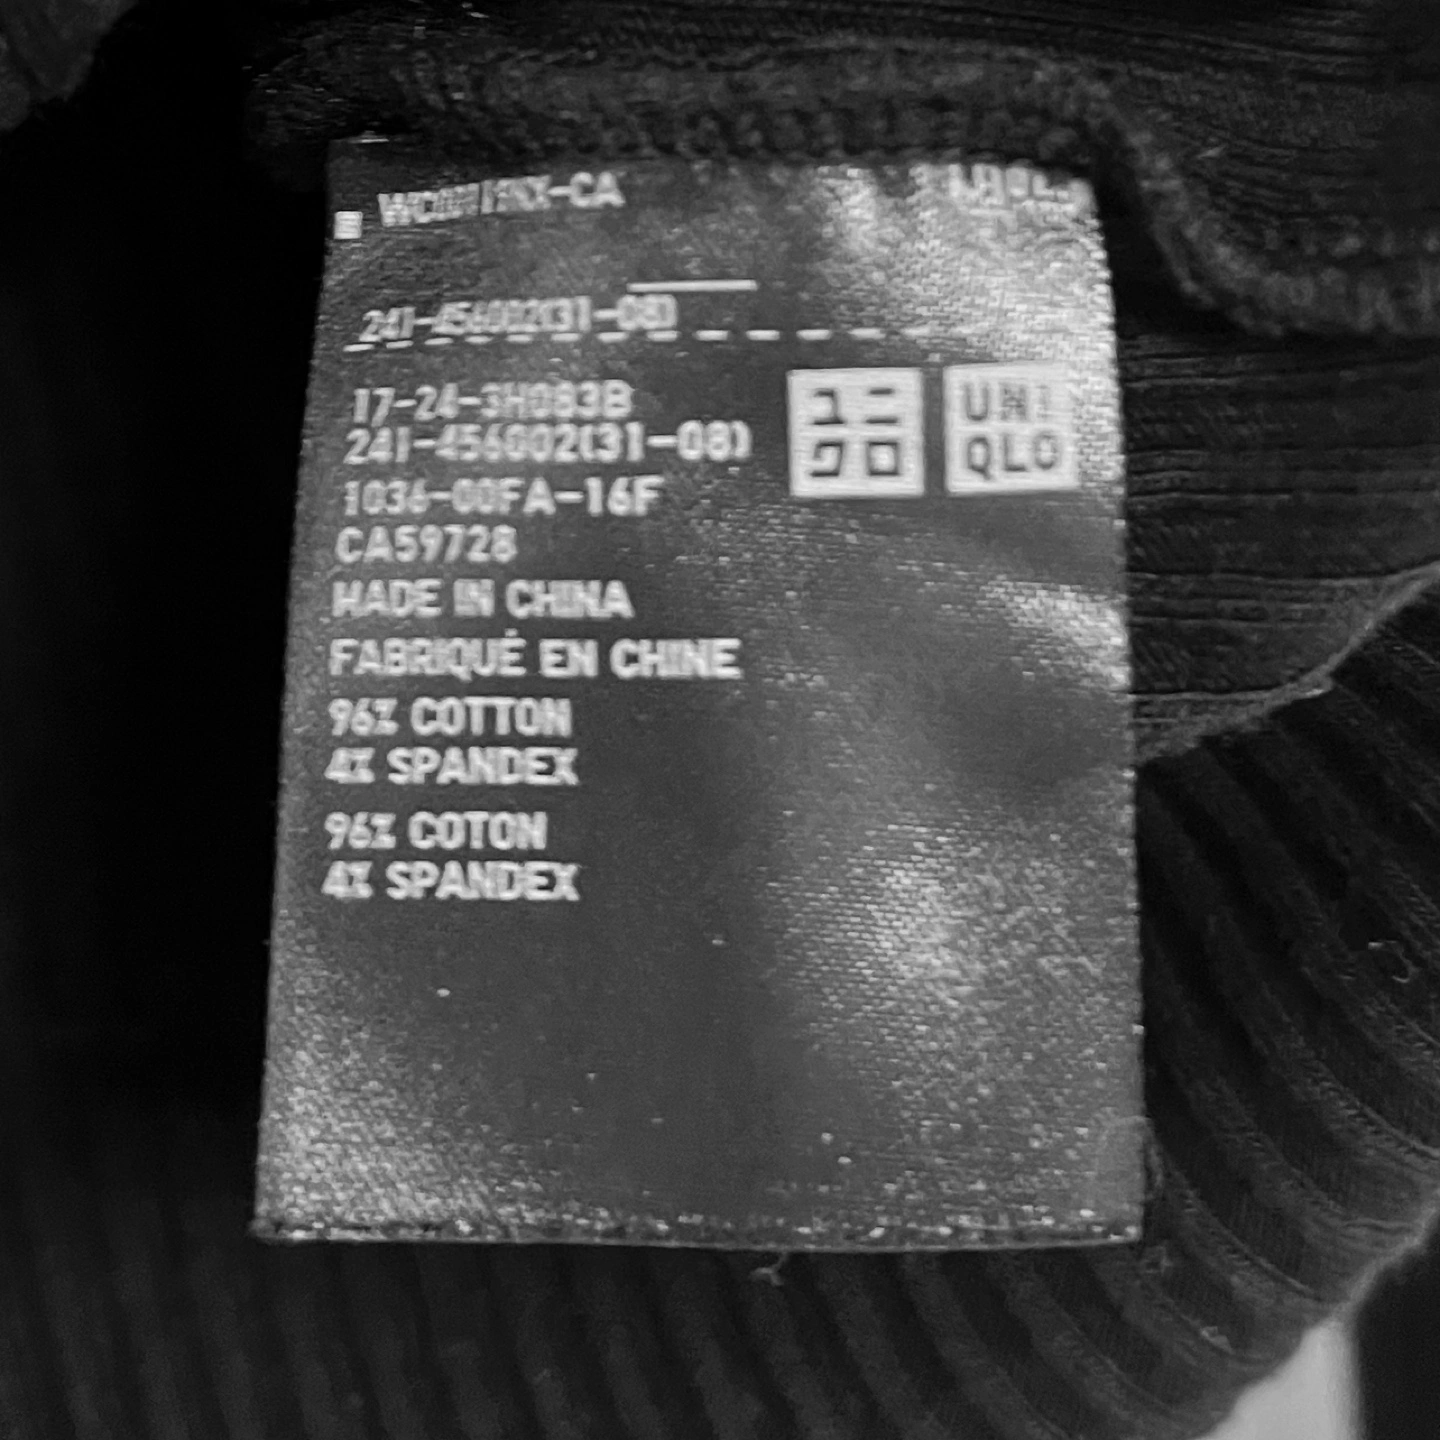 241-456002(31-08)
17-24-3H083B
241-456002(31-08)
ユニ
クロ
UNI
QLO
1036-00FA-16F
CA59728
MADE IN CHINA
FABRIQUÉ EN CHINE
96% COTTON
4% SPANDEX
96% COTON
4% SPANDEX